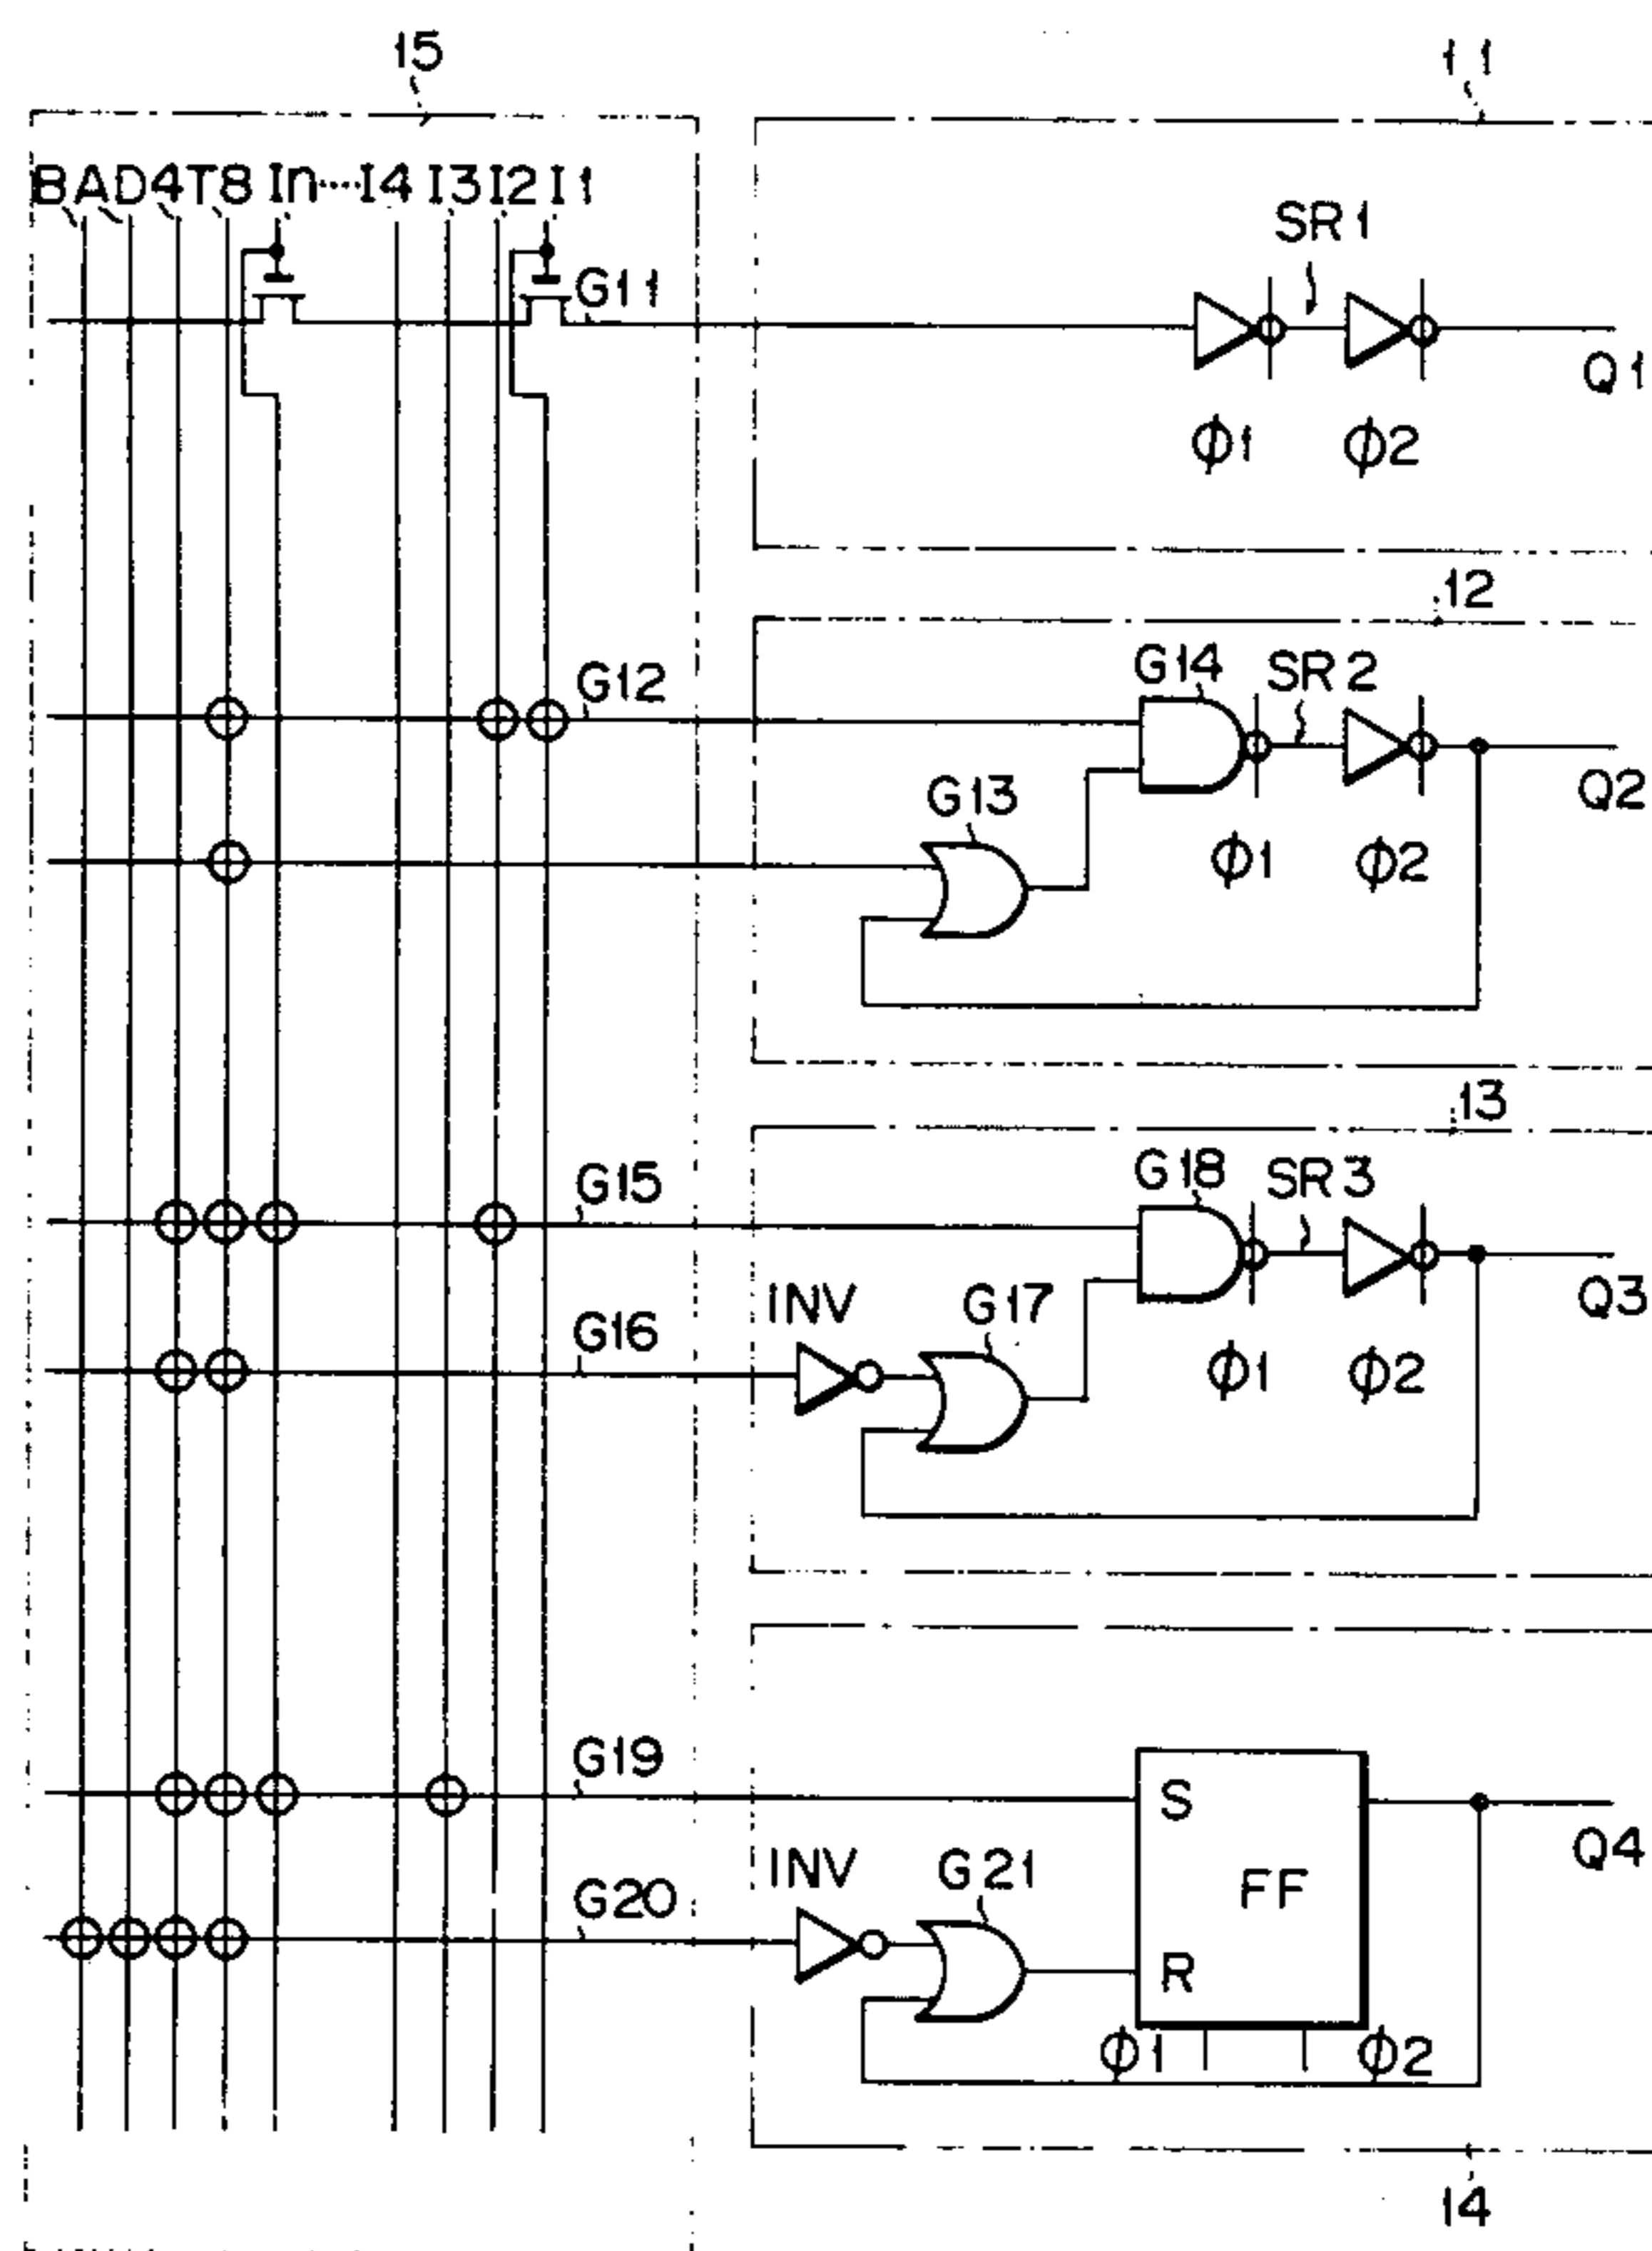 15
11
BAD4T8 In····I4 I3 I2 I1
G11
SR1
Q1
ϕ1
ϕ2
12
G12
G14
SR2
Q2
G13
ϕ1
ϕ2
13
G15
G18
SR3
Q3
G16
INV
G17
ϕ1
ϕ2
G19
S
Q4
FF
G20
INV
G21
R
ϕ1
ϕ2
14